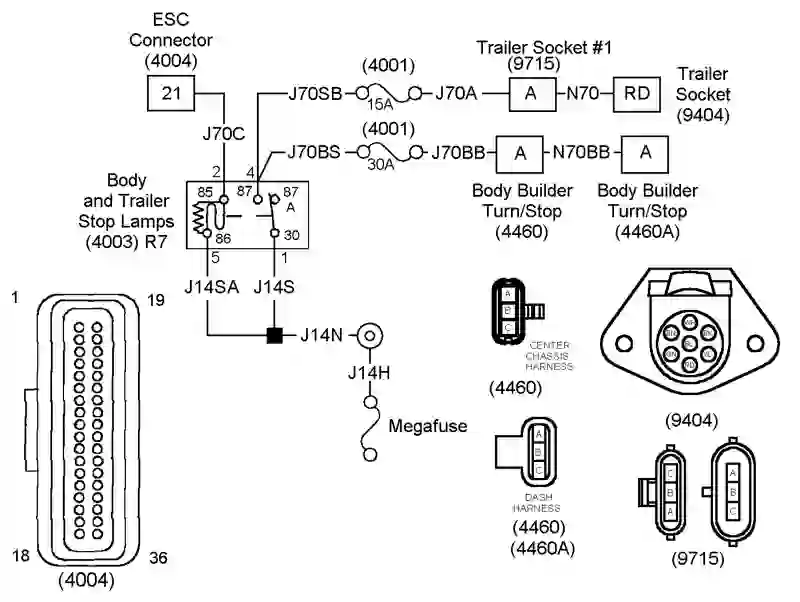 ESC
Connector
(4004)
21
J70C
(4001)
J70SB
15A
J70A
Trailer Socket #1
(9715)
A
N70
RD
Trailer
Socket
(9404)
(4001)
J70BS
30A
J70BB
A
N70BB
A
Body Builder
Turn/Stop
(4460)
Body Builder
Turn/Stop
(4460A)
Body
and Trailer
Stop Lamps
(4003) R7
2
4
85
87
87
A
86
30
5
1
J14SA
J14S
J14N
J14H
Megafuse
1
19
18
36
(4004)
A
B
C
CENTER
CHASSIS
HARNESS
(4460)
A
B
C
DASH
HARNESS
(4460)
(4460A)
(9404)
C
B
A
A
B
C
(9715)